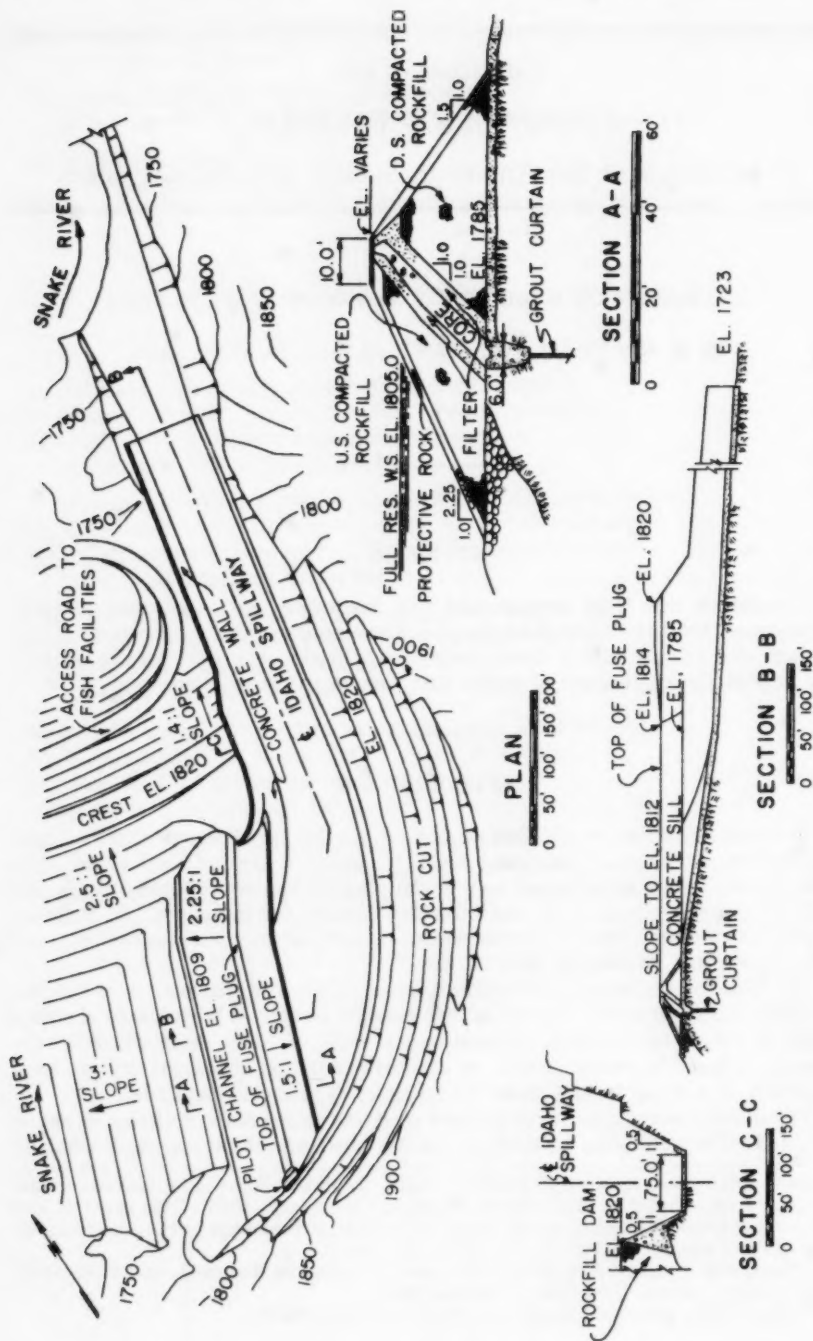 SNAKE RIVER
1750
1750
1750
1800
1850
1800
ACCESS ROAD TO
FISH FACILITIES
1.4:1
SLOPE
CREST EL. 1820
2.5:1
SLOPE
3:1
SLOPE
SNAKE RIVER
1750
1800
1850
1900
B
CONCRETE WALL
℄ IDAHO SPILLWAY
C
2.25:1
SLOPE
PILOT CHANNEL EL. 1809
TOP OF FUSE PLUG
1.5:1 SLOPE
A
B
A
EL. 1820
C
ROCK CUT
1900
PLAN
0 50' 100' 150' 200'
10.0'
EL. VARIES
U.S. COMPACTED
ROCKFILL
FULL RES. W.S. EL. 1805.0
PROTECTIVE ROCK
FILTER
CORE
2.25
1.0
6.0'
1.0
1.0
EL. 1785
D.S. COMPACTED
ROCKFILL
1.5
1.0
GROUT CURTAIN
SECTION A-A
0 20' 40' 60'
TOP OF FUSE PLUG
SLOPE TO EL. 1812
EL. 1814
EL. 1820
CONCRETE SILL
EL. 1785
GROUT
CURTAIN
EL. 1723
SECTION B-B
0 50' 100' 150'
℄ IDAHO
SPILLWAY
ROCKFILL DAM
EL. 1820
0.5
1
0.5
1
75.0'
SECTION C-C
0 50' 100' 150'